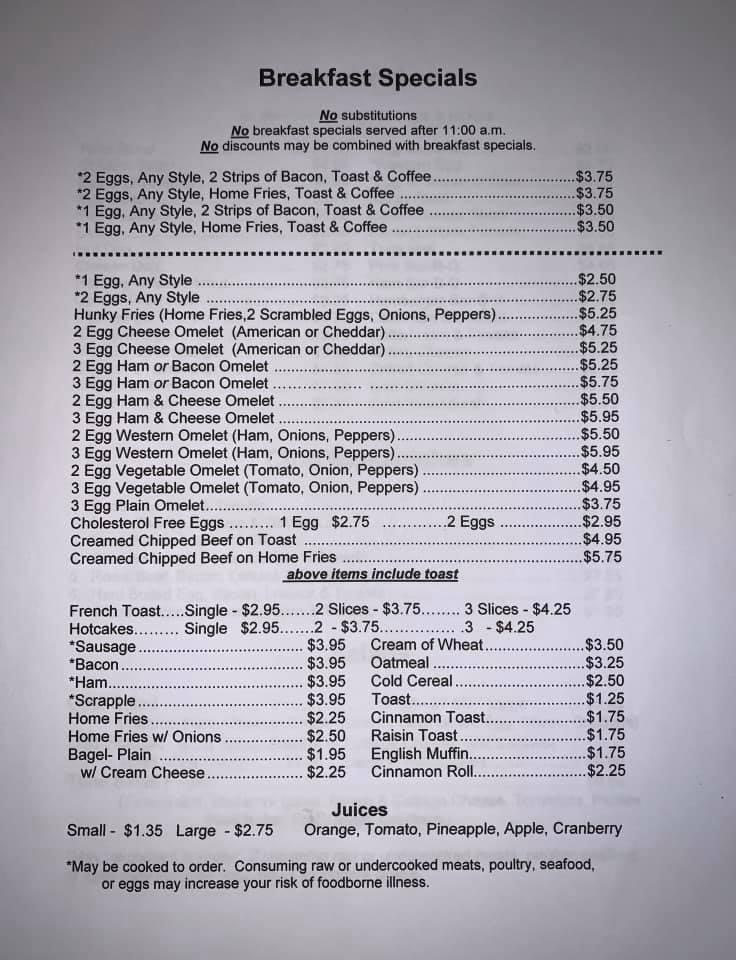 Breakfast Specials
No substitutions
No breakfast specials served after 11:00 a.m.
No discounts may be combined with breakfast specials.
*2 Eggs, Any Style, 2 Strips of Bacon, Toast & Coffee................................$3.75
*2 Eggs, Any Style, Home Fries, Toast & Coffee .......................................$3.75
*1 Egg, Any Style, 2 Strips of Bacon, Toast & Coffee .................................$3.50
*1 Egg, Any Style, Home Fries, Toast & Coffee .........................................$3.50
*1 Egg, Any Style ......................................................................................$2.50
*2 Eggs, Any Style ....................................................................................$2.75
Hunky Fries (Home Fries,2 Scrambled Eggs, Onions, Peppers)..................$5.25
2 Egg Cheese Omelet (American or Cheddar)...........................................$4.75
3 Egg Cheese Omelet (American or Cheddar)...........................................$5.25
2 Egg Ham or Bacon Omelet .....................................................................$5.25
3 Egg Ham or Bacon Omelet .................... ............ ..................................$5.75
2 Egg Ham & Cheese Omelet ....................................................................$5.50
3 Egg Ham & Cheese Omelet ....................................................................$5.95
2 Egg Western Omelet (Ham, Onions, Peppers).........................................$5.50
3 Egg Western Omelet (Ham, Onions, Peppers).........................................$5.95
2 Egg Vegetable Omelet (Tomato, Onion, Peppers) ...................................$4.50
3 Egg Vegetable Omelet (Tomato, Onion, Peppers) ...................................$4.95
3 Egg Plain Omelet.....................................................................................$3.75
Cholesterol Free Eggs ......... 1 Egg $2.75 .............2 Eggs ...................$2.95
Creamed Chipped Beef on Toast ...............................................................$4.95
Creamed Chipped Beef on Home Fries ......................................................$5.75
above items include toast
French Toast.....Single - $2.95.......2 Slices - $3.75........ 3 Slices - $4.25
Hotcakes......... Single $2.95.......2 - $3.75................. .3 - $4.25
*Sausage..................................... $3.95 Cream of Wheat......................$3.50
*Bacon......................................... $3.95 Oatmeal ..................................$3.25
*Ham............................................ $3.95 Cold Cereal.............................$2.50
*Scrapple..................................... $3.95 Toast.......................................$1.25
Home Fries.................................. $2.25 Cinnamon Toast......................$1.75
Home Fries w/ Onions ................. $2.50 Raisin Toast............................$1.75
Bagel- Plain ................................ $1.95 English Muffin..........................$1.75
w/ Cream Cheese...................... $2.25 Cinnamon Roll.........................$2.25
Juices
Small - $1.35 Large - $2.75 Orange, Tomato, Pineapple, Apple, Cranberry
*May be cooked to order. Consuming raw or undercooked meats, poultry, seafood,
or eggs may increase your risk of foodborne illness.